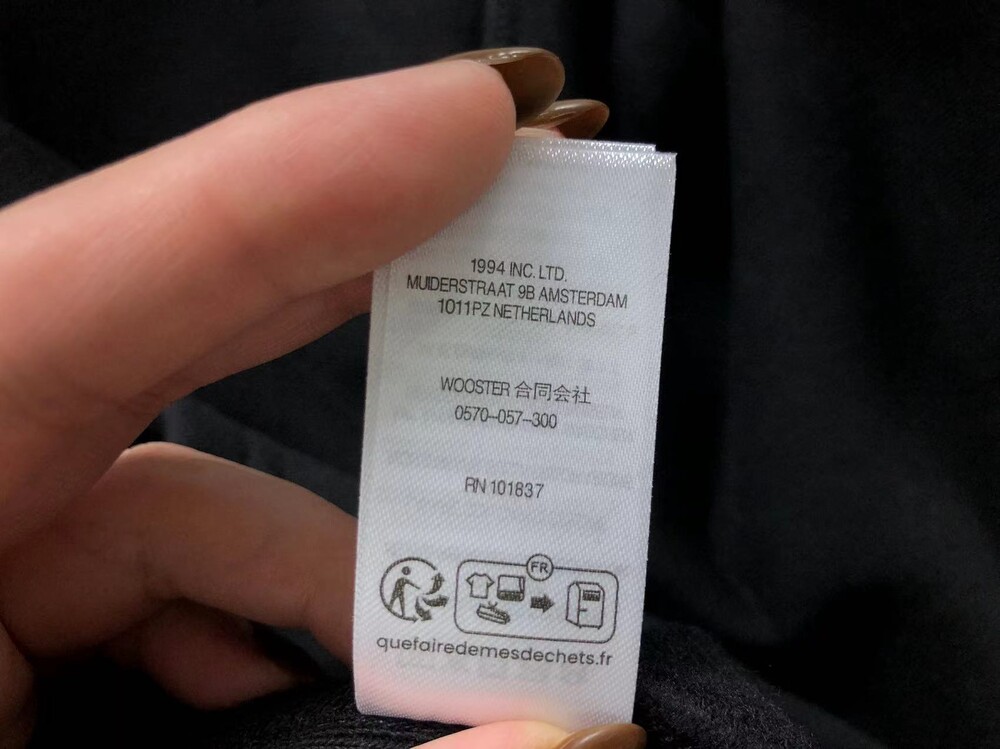 1994 INC. LTD.
MUIDERSTRAAT 9B AMSTERDAM
1011PZ NETHERLANDS
WOOSTER 合同会社
0570-057-300
RN 101837
FR
quefairedemesdechets.fr